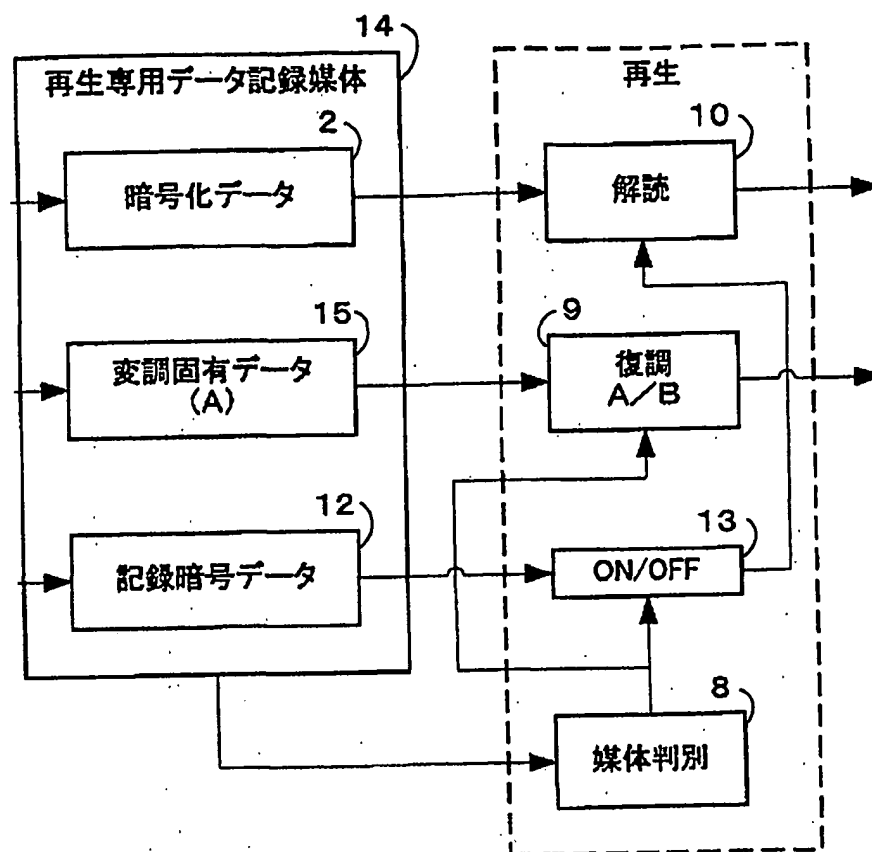 14
再生専用データ記録媒体
2
暗号化データ
15
変調固有データ
(A)
12
記録暗号データ
再生
10
解読
9
復調
A/B
13
ON/OFF
8
媒体判別